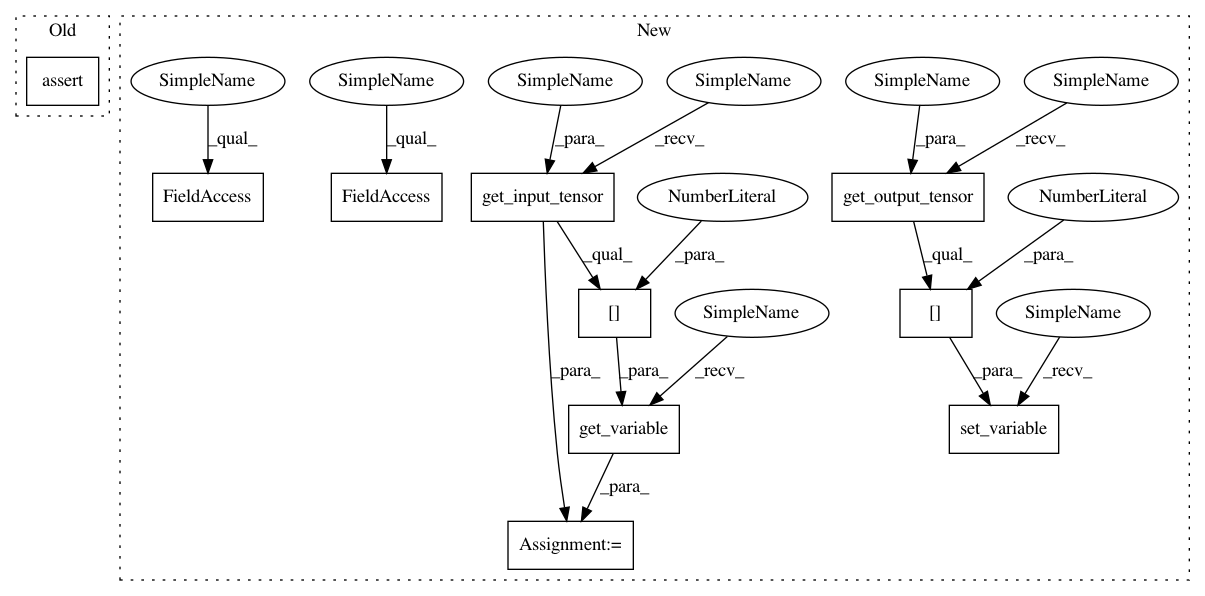 Old
New
assert
SimpleName
SimpleName
SimpleName
SimpleName
SimpleName
SimpleName
_qual_
_qual_
_para_
_recv_
_para_
_recv_
FieldAccess
FieldAccess
get_input_tensor
NumberLiteral
get_output_tensor
NumberLiteral
_qual_
_para_
_qual_
_para_
[]
SimpleName
[]
SimpleName
_para_
_para_
_recv_
_para_
_recv_
get_variable
set_variable
_para_
Assignment:=